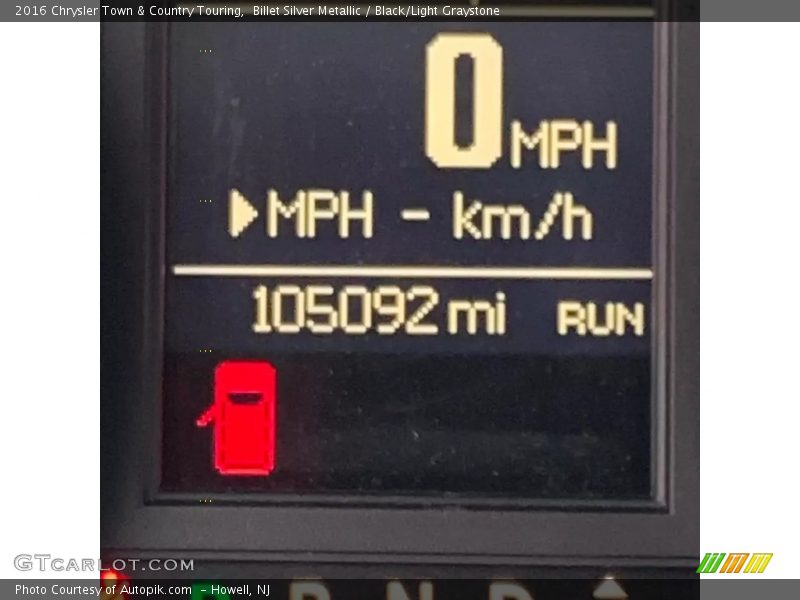 2016 Chrysler Town & Country Touring, Billet Silver Metallic / Black/Light Graystone
0 MPH
MPH - km/h
105092 mi RUN
GTcarlot.com
Photo Courtesy of Autopik.com - Howell, NJ